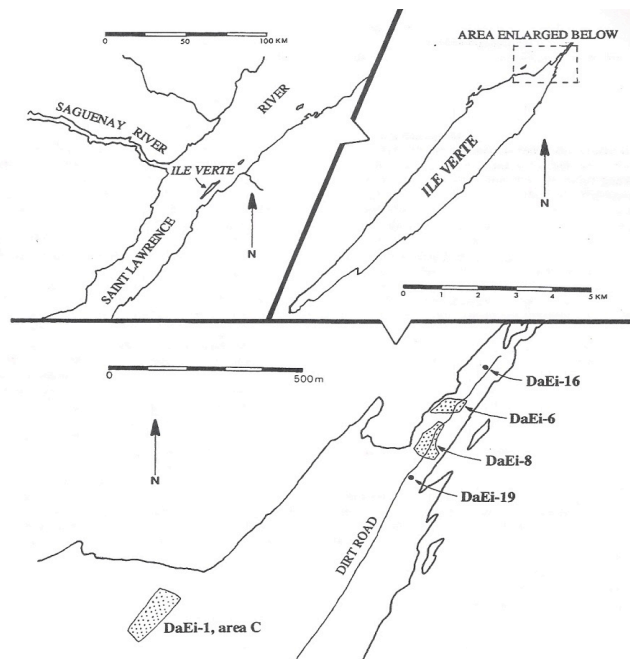 0 50 100 KM
SAGUENAY RIVER
RIVER
ILE VERTE
SAINT LAWRENCE
N
AREA ENLARGED BELOW
ILE VERTE
N
0 1 2 3 4 5 KM
0 500 m
N
DaEi-16
DaEi-6
DaEi-8
DaEi-19
DIRT ROAD
DaEi-1, area C